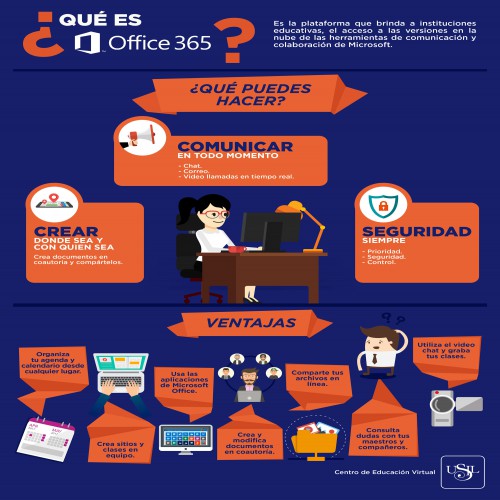 ¿QUÉ ES
Office 365
?
Es la plataforma que brinda a instituciones
educativas, el acceso a las versiones en la
nube de las herramientas de comunicación y
colaboración de Microsoft.
¿QUÉ PUEDES
HACER?
COMUNICAR
EN TODO MOMENTO
- Chat.
- Correo.
- Video llamadas en tiempo real.
CREAR
DONDE SEA Y
CON QUIEN SEA
Crea documentos en
coautoría y compártelos.
SEGURIDAD
SIEMPRE
- Prioridad.
- Seguridad.
- Control.
VENTAJAS
Organiza
tu agenda y
calendario desde
cualquier lugar.
Crea sitios y
clases en
equipo.
Usa las
aplicaciones
de Microsoft
Office.
Crea y
modifica
documentos
en coautoría.
Comparte tus
archivos en
línea.
Consulta
dudas con tus
maestros y
compañeros.
Utiliza el video
chat y graba
tus clases.
Centro de Educación Virtual
USIL